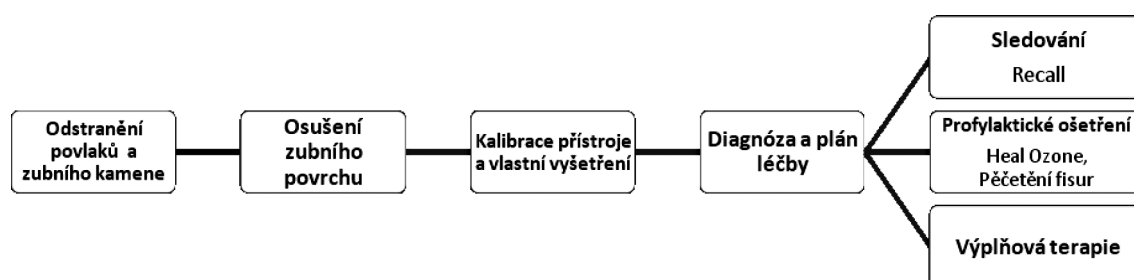 Odstranění
povlaků a
zubního kamene
Osušení
zubního
povrchu
Kalibrace přístroje
a vlastní vyšetření
Diagnóza a plán
léčby
Sledování
Recall
Profylaktické ošetření
Heal Ozone,
Pěčetění fisur
Výplňová terapie